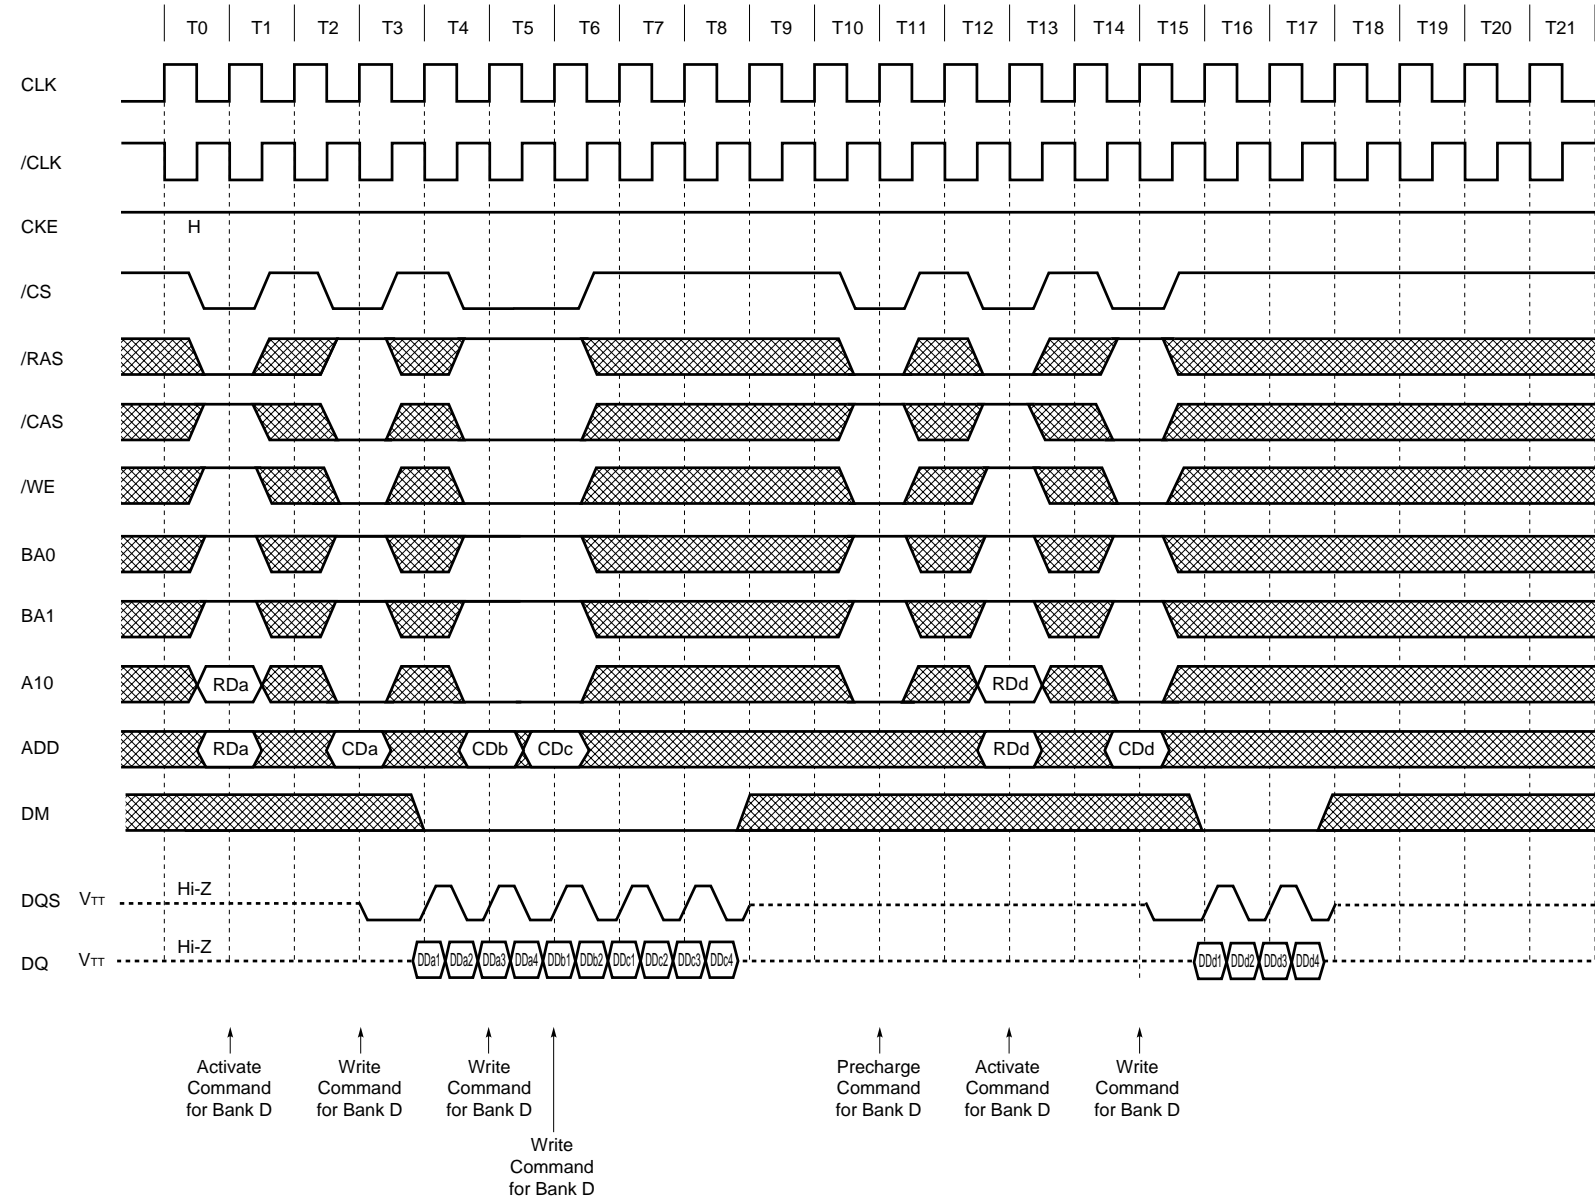 T0 T1 T2 T3 T4 T5 T6 T7 T8 T9 T10 T11 T12 T13 T14 T15 T16 T17 T18 T19 T20 T21
CLK
/CLK
CKE H
/CS
/RAS
/CAS
/WE
BA0
BA1
A10 RDa RDd
ADD RDa CDa CDb CDc RDd CDd
DM
DQS VTT Hi-Z
DQ VTT Hi-Z DDa1 DDa2 DDa3 DDa4 DDb1 DDb2 DDc1 DDc2 DDc3 DDc4 DDd1 DDd2 DDd3 DDd4
Activate
Command
for Bank D
Write
Command
for Bank D
Write
Command
for Bank D
Write
Command
for Bank D
Precharge
Command
for Bank D
Activate
Command
for Bank D
Write
Command
for Bank D